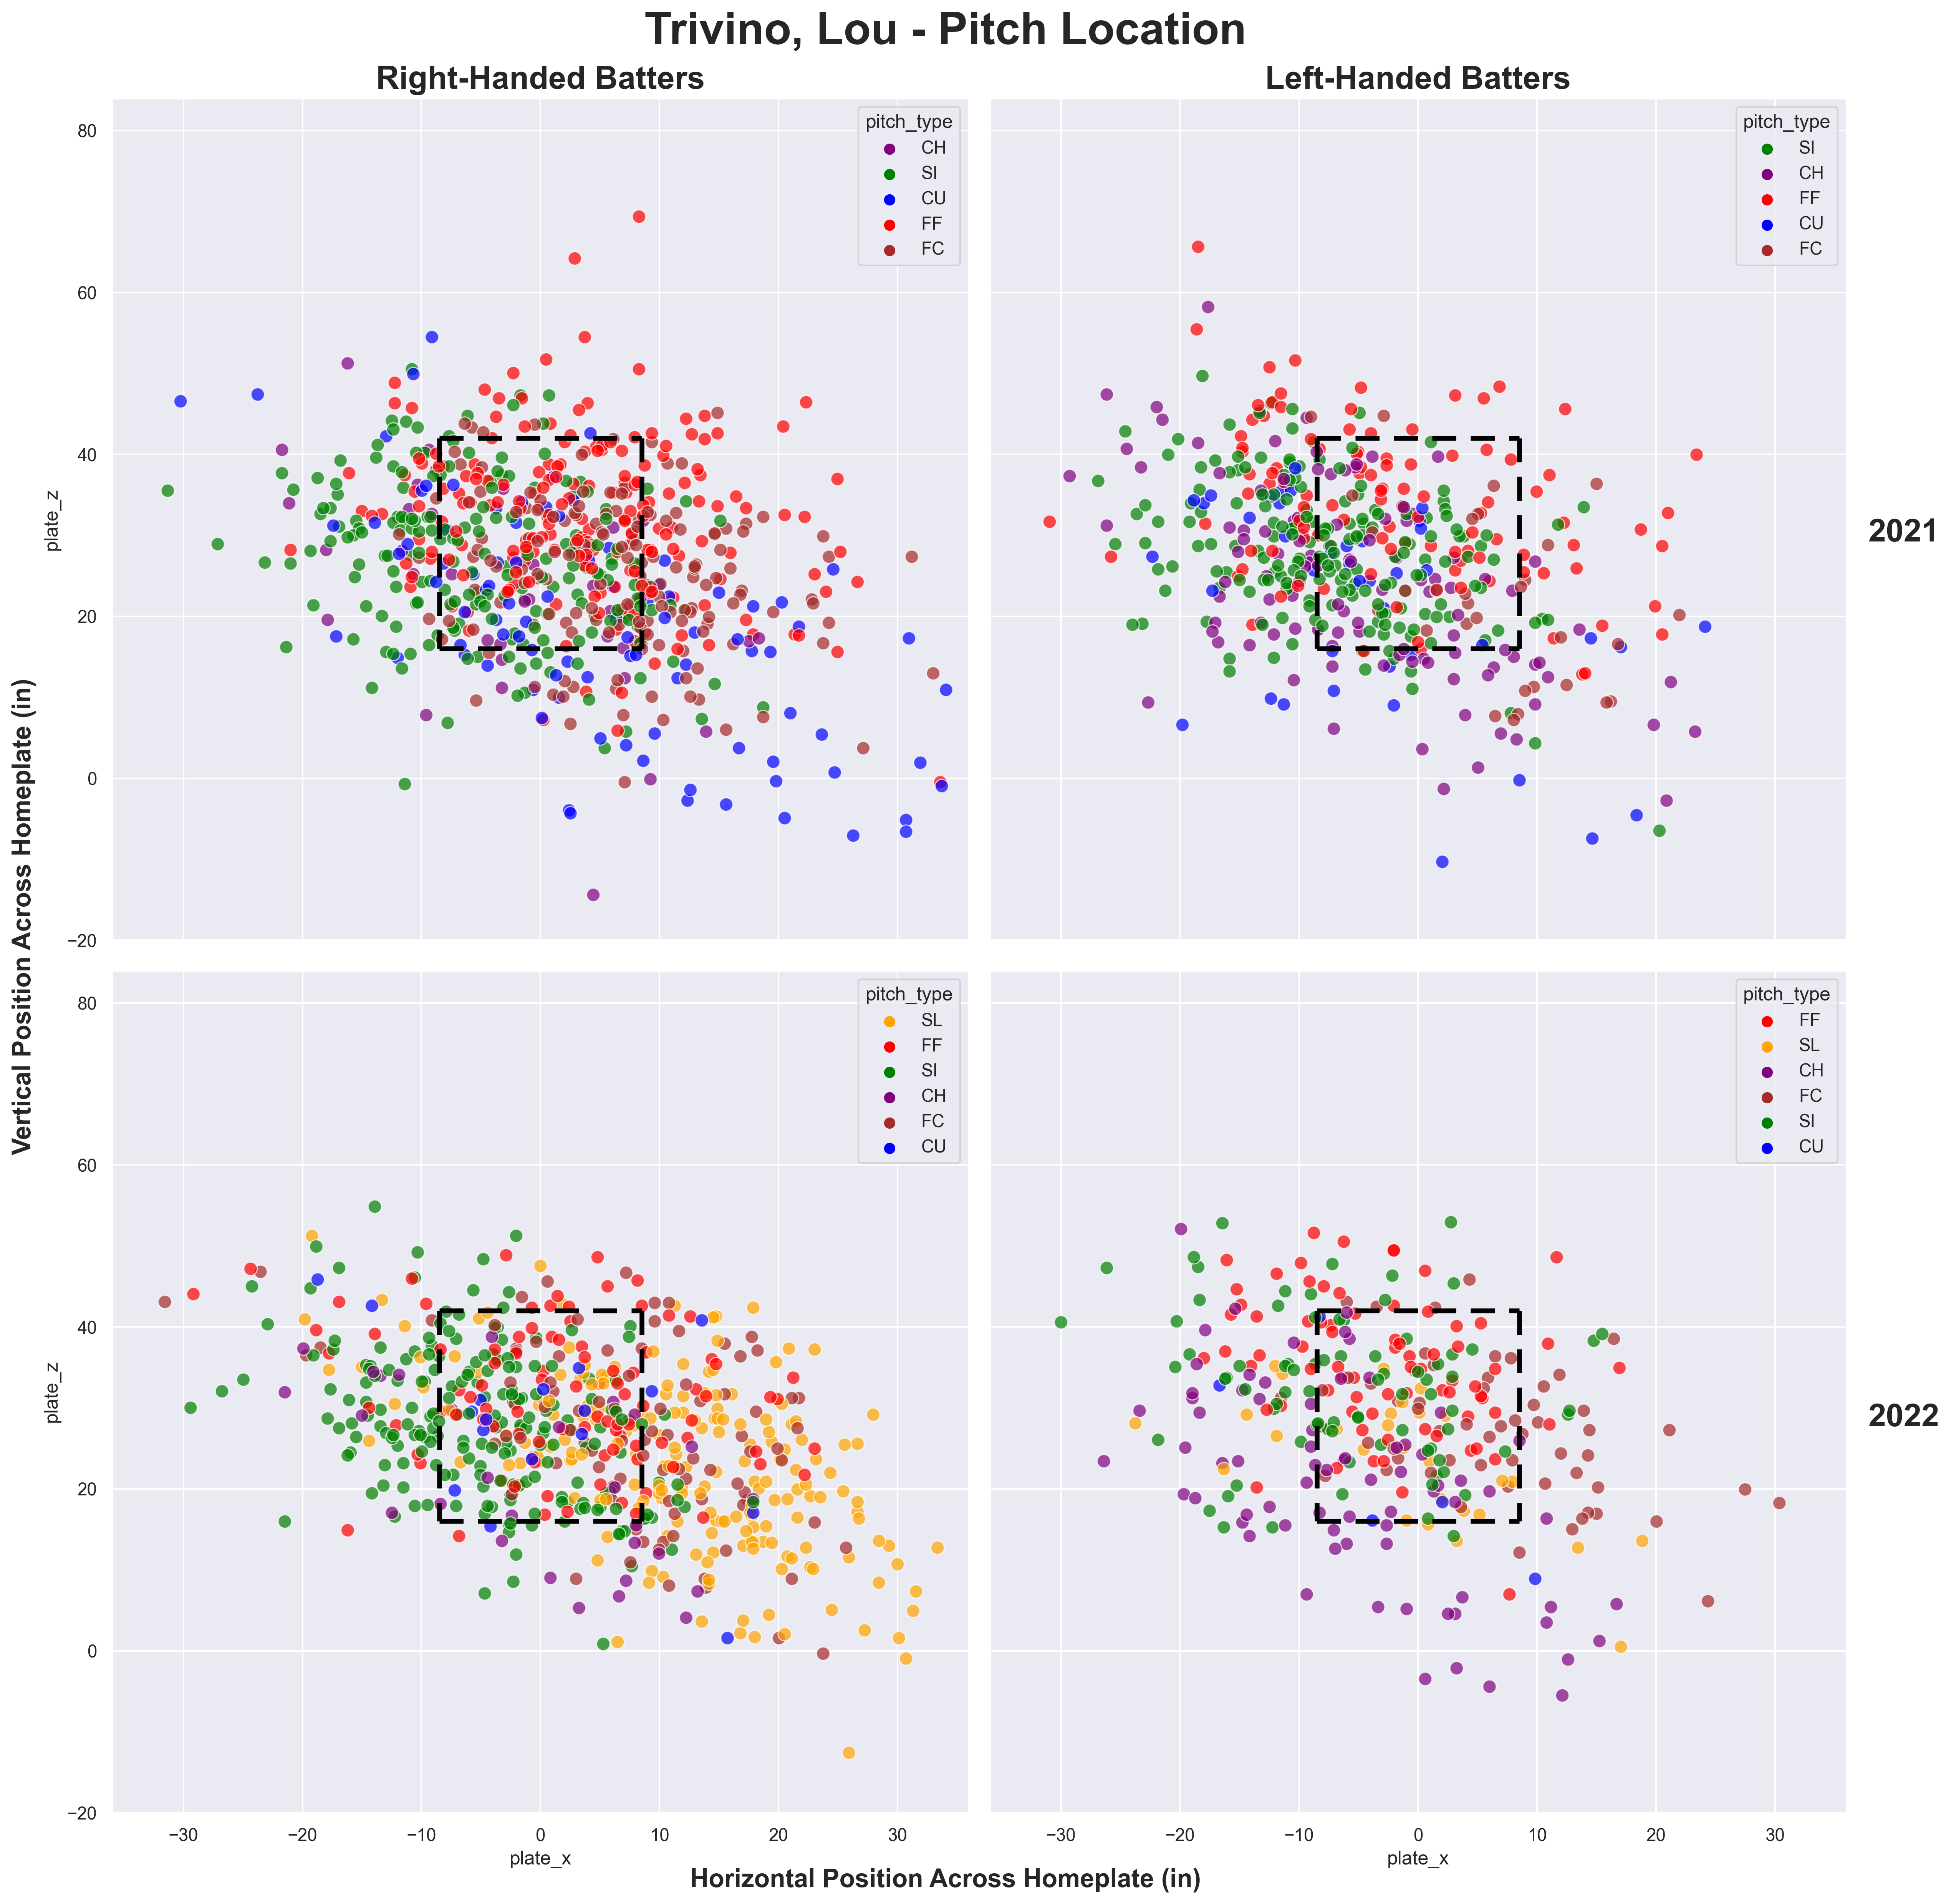 Trivino, Lou - Pitch Location
Right-Handed Batters
Left-Handed Batters
pitch_type
CH
SI
CU
FF
FC
pitch_type
SI
CH
FF
CU
FC
80
60
40
20
0
−20
plate_z
2021
Vertical Position Across Homeplate (in)
pitch_type
SL
FF
SI
CH
FC
CU
pitch_type
FF
SL
CH
FC
SI
CU
80
60
40
20
0
−20
plate_z
2022
−30 −20 −10 0 10 20 30
−30 −20 −10 0 10 20 30
plate_x
plate_x
Horizontal Position Across Homeplate (in)